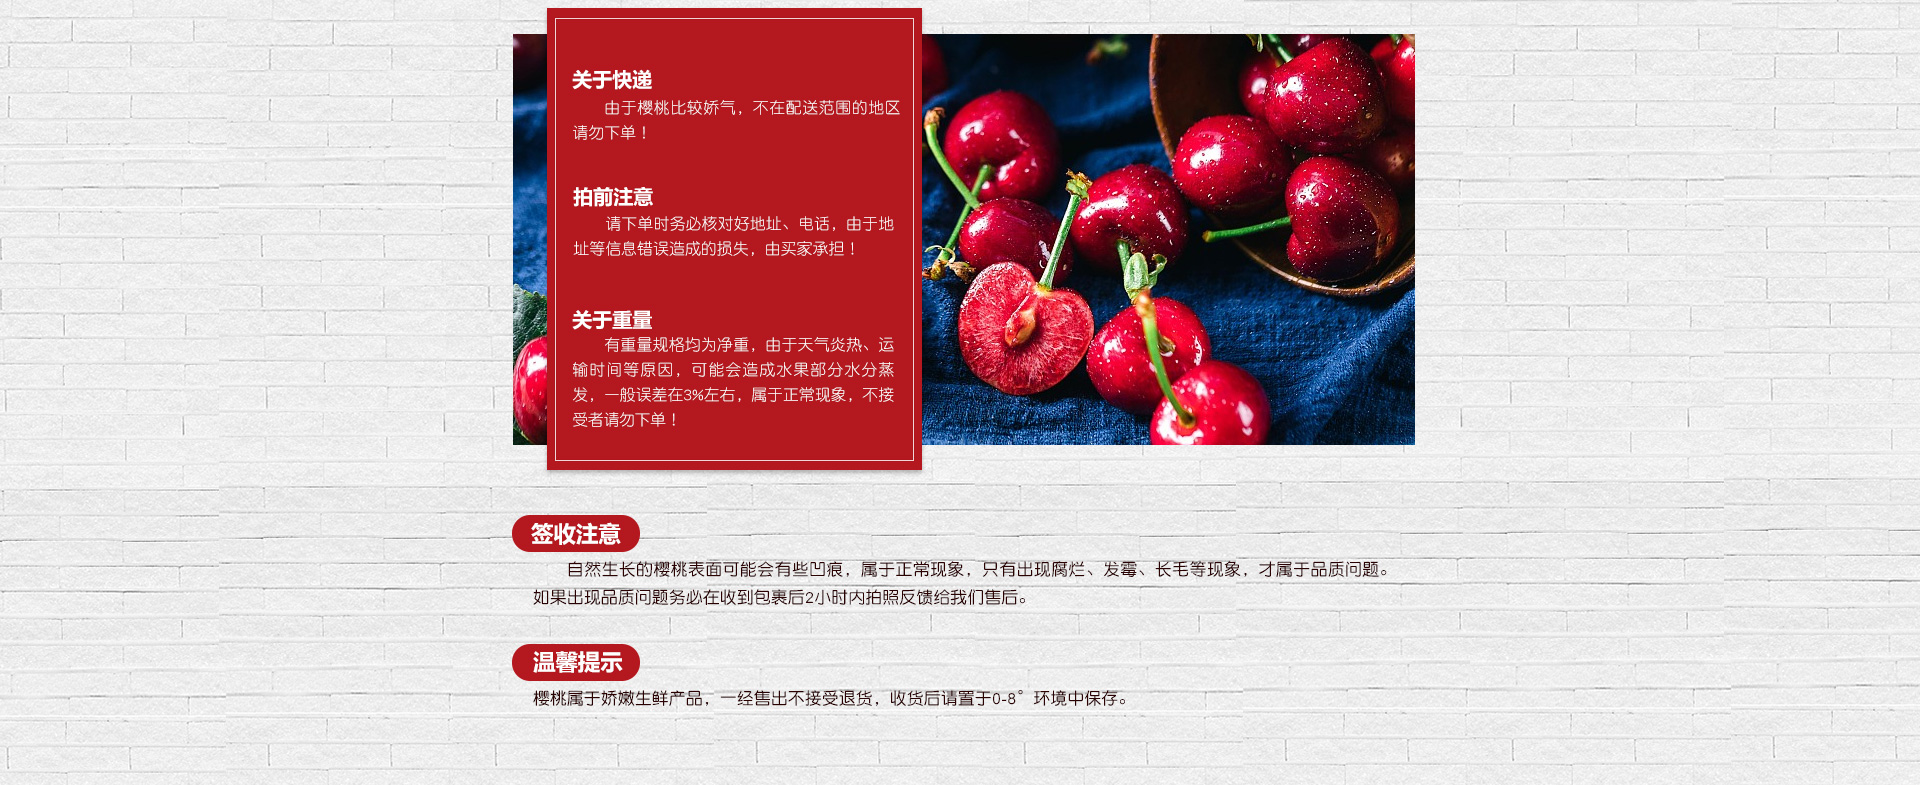 关于快递
由于樱桃比较娇气，不在配送范围的地区
请勿下单！
拍前注意
请下单时务必核对好地址、电话，由于地
址等信息错误造成的损失，由买家承担！
关于重量
有重量规格均为净重，由于天气炎热、运
输时间等原因，可能会造成水果部分水分蒸
发，一般误差在3%左右，属于正常现象，不接
受者请勿下单！
签收注意
自然生长的樱桃表面可能会有些凹痕，属于正常现象，只有出现腐烂、发霉、长毛等现象，才属于品质问题。
如果出现品质问题务必在收到包裹后2小时内拍照反馈给我们售后。
温馨提示
樱桃属于娇嫩生鲜产品，一经售出不接受退货，收货后请置于0-8°环境中保存。